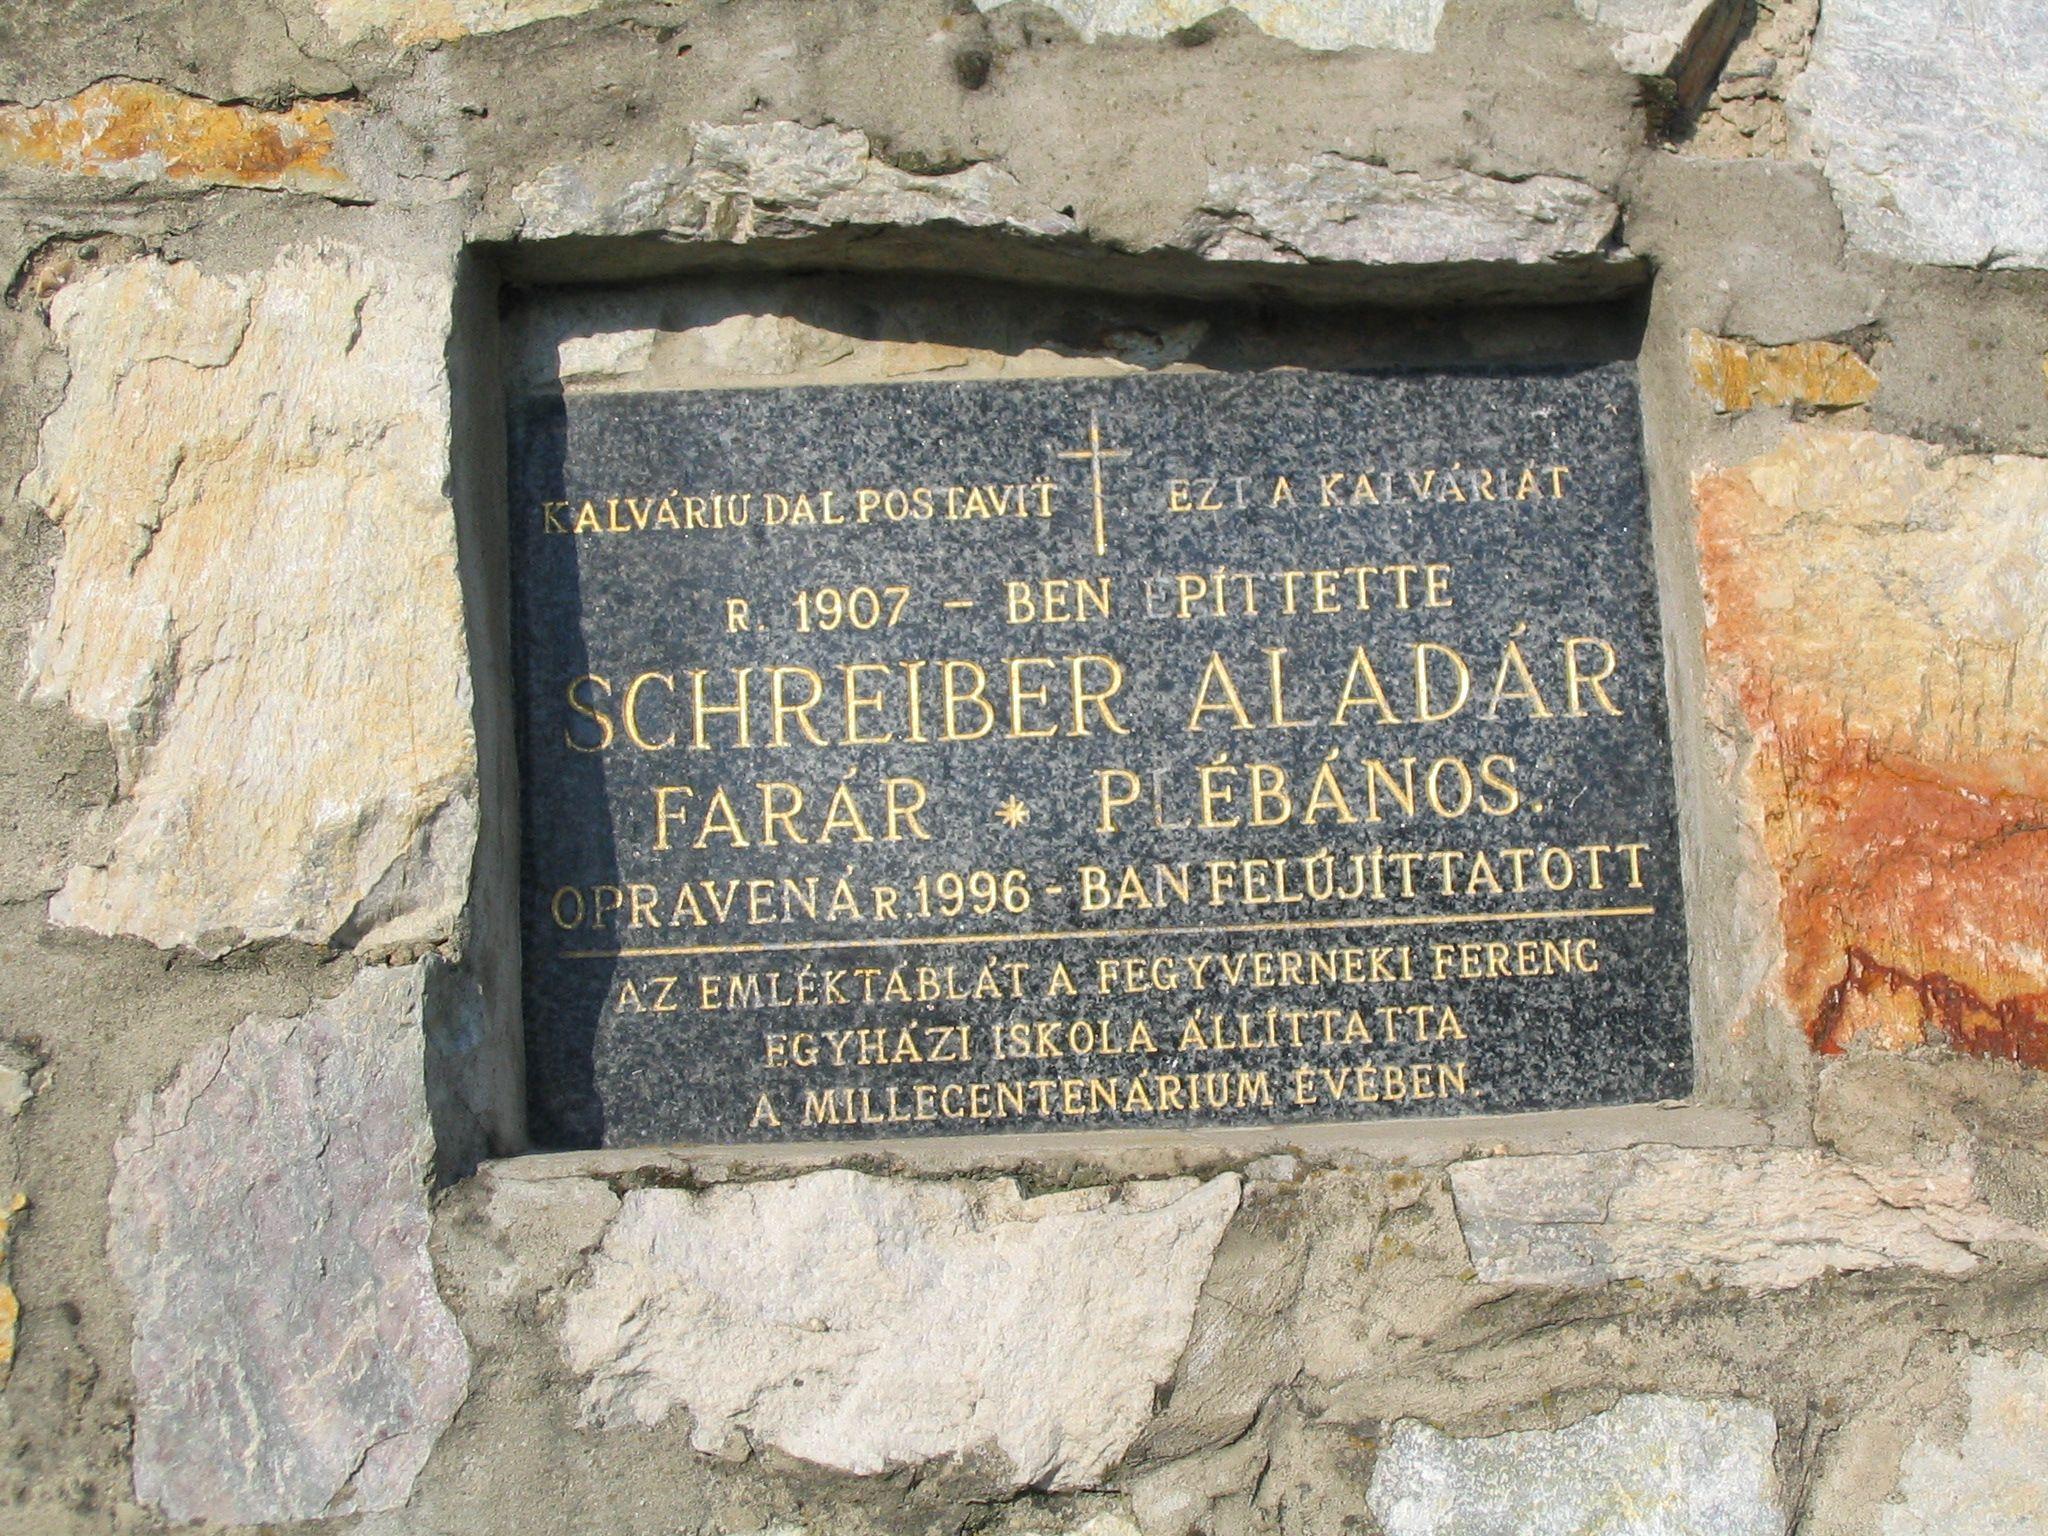 KALVÁRIU DAL POSTAVIŤ EZT A KALVÁRIÁT
R. 1907 - BEN ÉPÍTTETTE
SCHREIBER ALADÁR
FARÁR * PLÉBÁNOS.
OPRAVENÁ R. 1996 - BAN FELÚJÍTTATOTT
AZ EMLÉKTÁBLÁT A FEGYVERNEKI FERENC
EGYHÁZI ISKOLA ÁLLÍTTATTA
A MILLECENTENÁRIUM ÉVÉBEN.